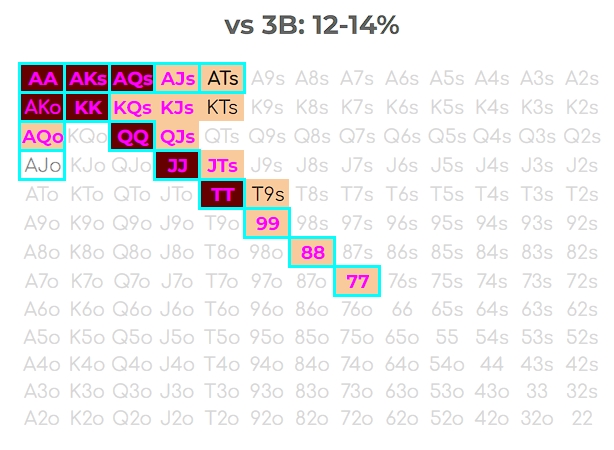 vs 3B: 12-14%
AA AKs AQs AJs ATs A9s A8s A7s A6s A5s A4s A3s A2s
AKo KK KQs KJs KTs K9s K8s K7s K6s K5s K4s K3s K2s
AQo KQo QQ QJs QTs Q9s Q8s Q7s Q6s Q5s Q4s Q3s Q2s
AJo KJo QJo JJ JTs J9s J8s J7s J6s J5s J4s J3s J2s
ATo KTo QTo JTo TT T9s T8s T7s T6s T5s T4s T3s T2s
A9o K9o Q9o J9o T9o 99 98s 97s 96s 95s 94s 93s 92s
A8o K8o Q8o J8o T8o 98o 88 87s 86s 85s 84s 83s 82s
A7o K7o Q7o J7o T7o 97o 87o 77 76s 75s 74s 73s 72s
A6o K6o Q6o J6o T6o 96o 86o 76o 66 65s 64s 63s 62s
A5o K5o Q5o J5o T5o 95o 85o 75o 65o 55 54s 53s 52s
A4o K4o Q4o J4o T4o 94o 84o 74o 64o 54o 44 43s 42s
A3o K3o Q3o J3o T3o 93o 83o 73o 63o 53o 43o 33 32s
A2o K2o Q2o J2o T2o 92o 82o 72o 62o 52o 42o 32o 22